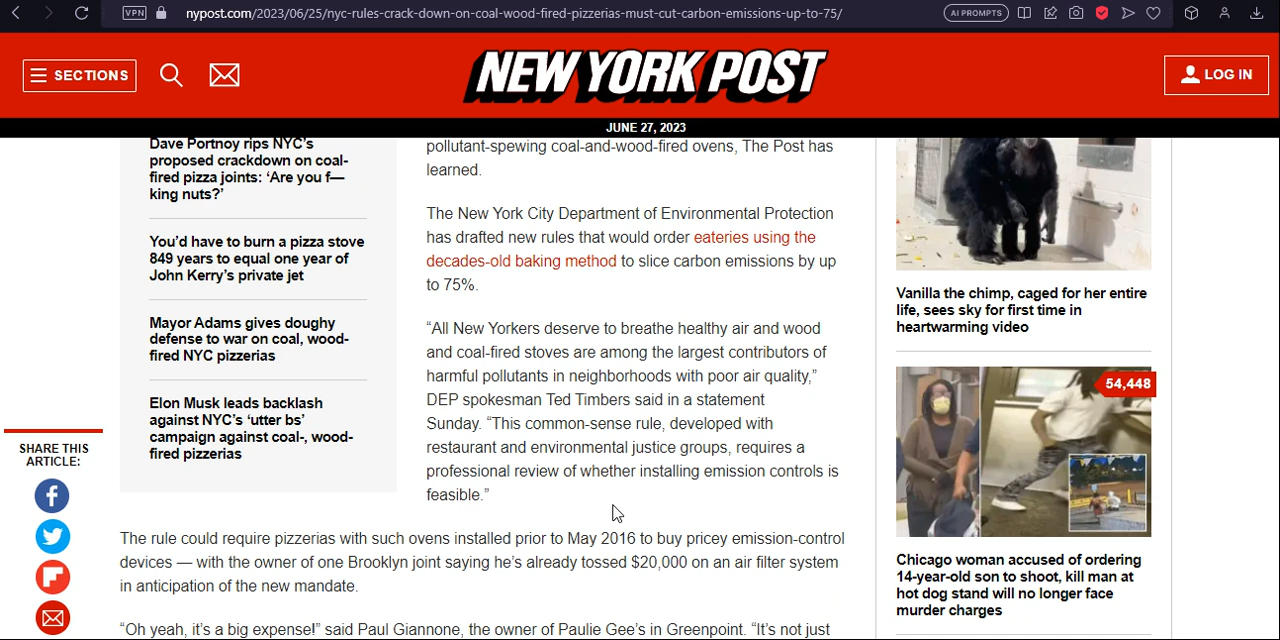 VPN
nypost.com/2023/06/25/nyc-rules-crack-down-on-coal-wood-fired-pizzerias-must-cut-carbon-emissions-up-to-75/
AI PROMPTS
SECTIONS
NEW YORK POST
LOG IN
JUNE 27, 2023
Dave Portnoy rips NYC’s
proposed crackdown on coal-
fired pizza joints: ‘Are you f—
king nuts?’
You’d have to burn a pizza stove
849 years to equal one year of
John Kerry’s private jet
Mayor Adams gives doughy
defense to war on coal, wood-
fired NYC pizzerias
Elon Musk leads backlash
against NYC’s ‘utter bs’
campaign against coal-, wood-
fired pizzerias
SHARE THIS
ARTICLE:
pollutant-spewing coal-and-wood-fired ovens, The Post has
learned.
The New York City Department of Environmental Protection
has drafted new rules that would order eateries using the
decades-old baking method to slice carbon emissions by up
to 75%.
“All New Yorkers deserve to breathe healthy air and wood
and coal-fired stoves are among the largest contributors of
harmful pollutants in neighborhoods with poor air quality,”
DEP spokesman Ted Timbers said in a statement
Sunday. “This common-sense rule, developed with
restaurant and environmental justice groups, requires a
professional review of whether installing emission controls is
feasible.”
The rule could require pizzerias with such ovens installed prior to May 2016 to buy pricey emission-control
devices — with the owner of one Brooklyn joint saying he’s already tossed $20,000 on an air filter system
in anticipation of the new mandate.
“Oh yeah, it’s a big expense!” said Paul Giannone, the owner of Paulie Gee’s in Greenpoint. “It’s not just
Vanilla the chimp, caged for her entire
life, sees sky for first time in
heartwarming video
54,448
Chicago woman accused of ordering
14-year-old son to shoot, kill man at
hot dog stand will no longer face
murder charges